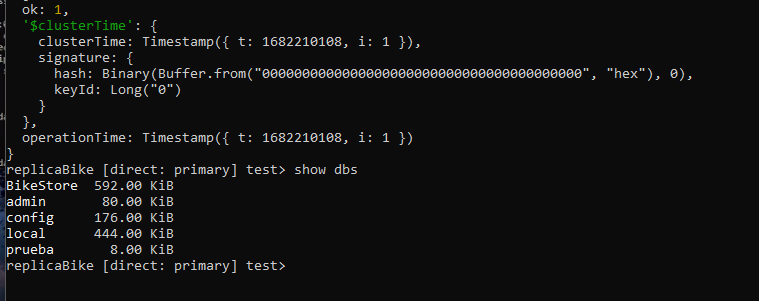 ok: 1,
'$clusterTime': {
clusterTime: Timestamp({ t: 1682210108, i: 1 }),
signature: {
hash: Binary(Buffer.from("0000000000000000000000000000000000000000", "hex"), 0),
keyId: Long("0")
}
},
operationTime: Timestamp({ t: 1682210108, i: 1 })
}
replicaBike [direct: primary] test> show dbs
BikeStore 592.00 KiB
admin 80.00 KiB
config 176.00 KiB
local 444.00 KiB
prueba 8.00 KiB
replicaBike [direct: primary] test>